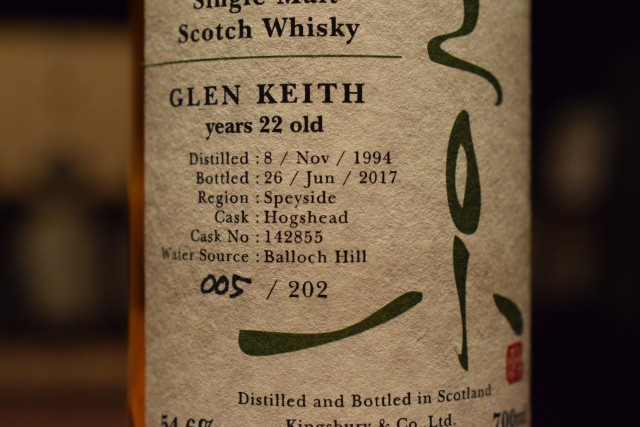 Single Malt
Scotch Whisky
GLEN KEITH
years 22 old
Distilled : 8 / Nov / 1994
Bottled : 26 / Jun / 2017
Region : Speyside
Cask : Hogshead
Cask No : 142855
Water Source : Balloch Hill
005 / 202
Distilled and Bottled in Scotland
54.6% Kingsbury & Co., Ltd. 700ml